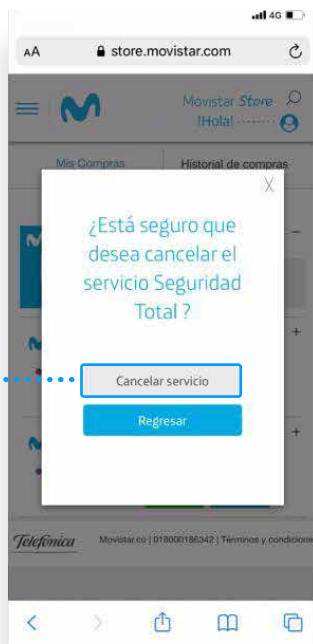 4G
AA store.movistar.com
Movistar Store
!Hola!
Mis Compras Historial de compras
X
¿Está seguro que
desea cancelar el
servicio Seguridad
Total ?
Cancelar servicio
Regresar
Telefónica Movistar.co | 018000186342 | Términos y condicione